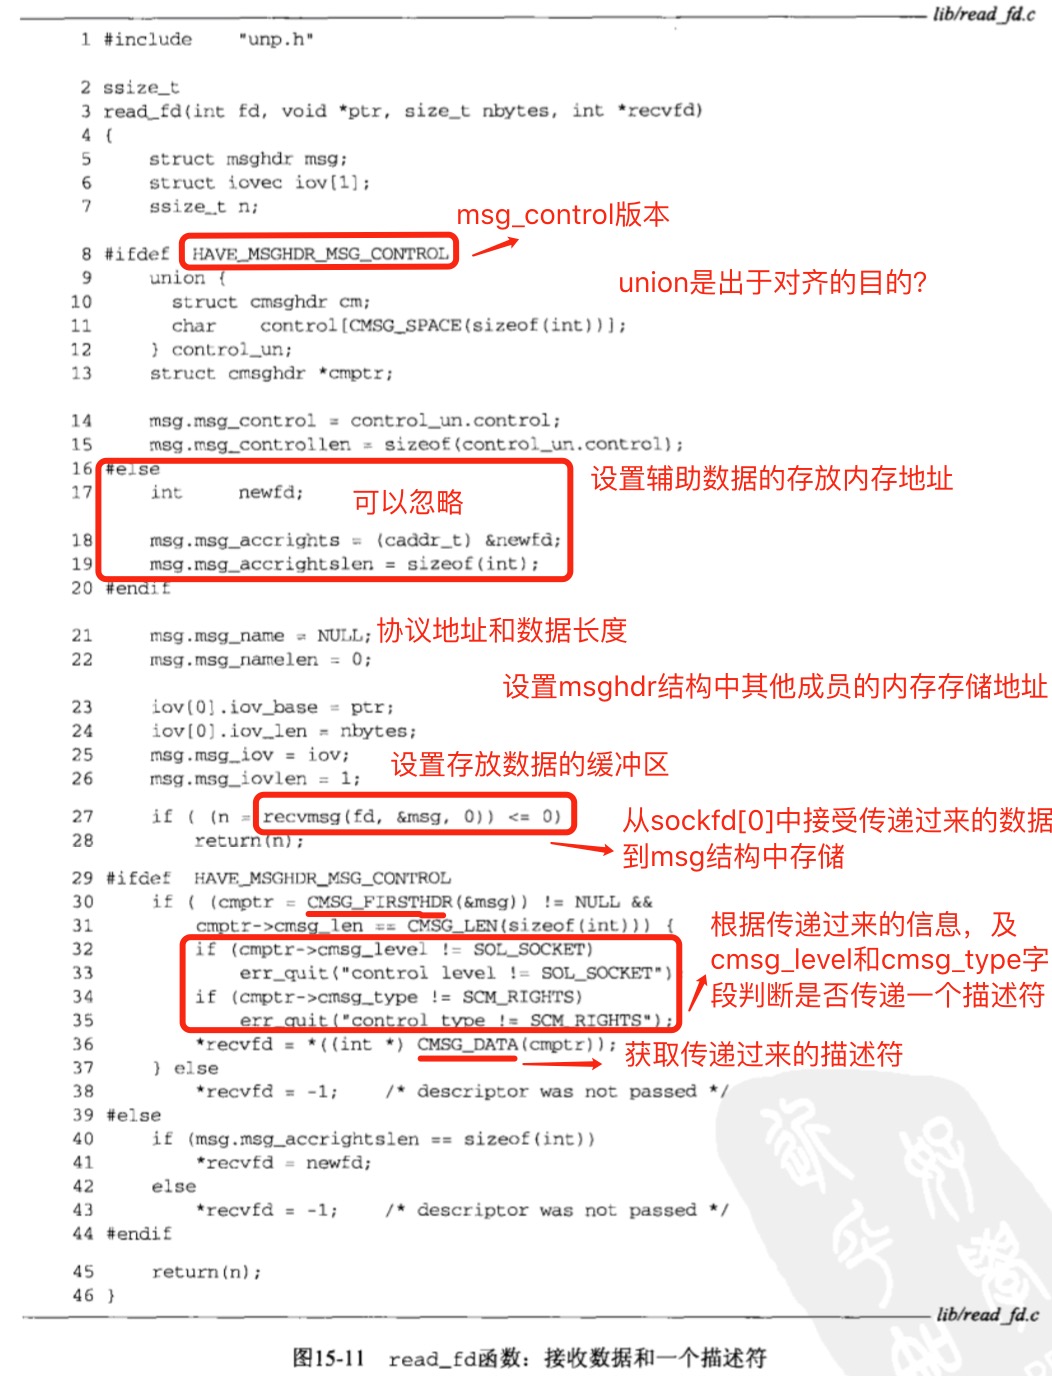 lib/read_fd.c
1 #include "unp.h"
2 ssize_t
3 read_fd(int fd, void *ptr, size_t nbytes, int *recvfd)
4 {
5 struct msghdr msg;
6 struct iovec iov[1];
7 ssize_t n;
msg_control版本
8 #ifdef HAVE_MSGHDR_MSG_CONTROL
9 union {
union是出于对齐的目的?
10 struct cmsghdr cm;
11 char control[CMSG_SPACE(sizeof(int))];
12 } control_un;
13 struct cmsghdr *cmptr;
14 msg.msg_control = control_un.control;
15 msg.msg_controllen = sizeof(control_un.control);
16 #else
设置辅助数据的存放内存地址
17 int newfd;
可以忽略
18 msg.msg_accrights = (caddr_t) &newfd;
19 msg.msg_accrightslen = sizeof(int);
20 #endif
21 msg.msg_name = NULL;
协议地址和数据长度
22 msg.msg_namelen = 0;
设置msghdr结构中其他成员的内存存储地址
23 iov[0].iov_base = ptr;
24 iov[0].iov_len = nbytes;
25 msg.msg_iov = iov;
26 msg.msg_iovlen = 1;
设置存放数据的缓冲区
27 if ( (n = recvmsg(fd, &msg, 0)) <= 0)
28 return(n);
从sockfd[0]中接受传递过来的数据
到msg结构中存储
29 #ifdef HAVE_MSGHDR_MSG_CONTROL
30 if ( (cmptr = CMSG_FIRSTHDR(&msg)) != NULL &&
31 cmptr->cmsg_len == CMSG_LEN(sizeof(int))) {
32 if (cmptr->cmsg_level != SOL_SOCKET)
33 err_quit("control level != SOL_SOCKET")
34 if (cmptr->cmsg_type != SCM_RIGHTS)
35 err_quit("control type != SCM_RIGHTS");
根据传递过来的信息，及
cmsg_level和cmsg_type字
段判断是否传递一个描述符
36 *recvfd = *((int *) CMSG_DATA(cmptr));
获取传递过来的描述符
37 } else
38 *recvfd = -1; /* descriptor was not passed */
39 #else
40 if (msg.msg_accrightslen == sizeof(int))
41 *recvfd = newfd;
42 else
43 *recvfd = -1; /* descriptor was not passed */
44 #endif
45 return(n);
46 }
lib/read_fd.c
图15-11 read_fd函数：接收数据和一个描述符